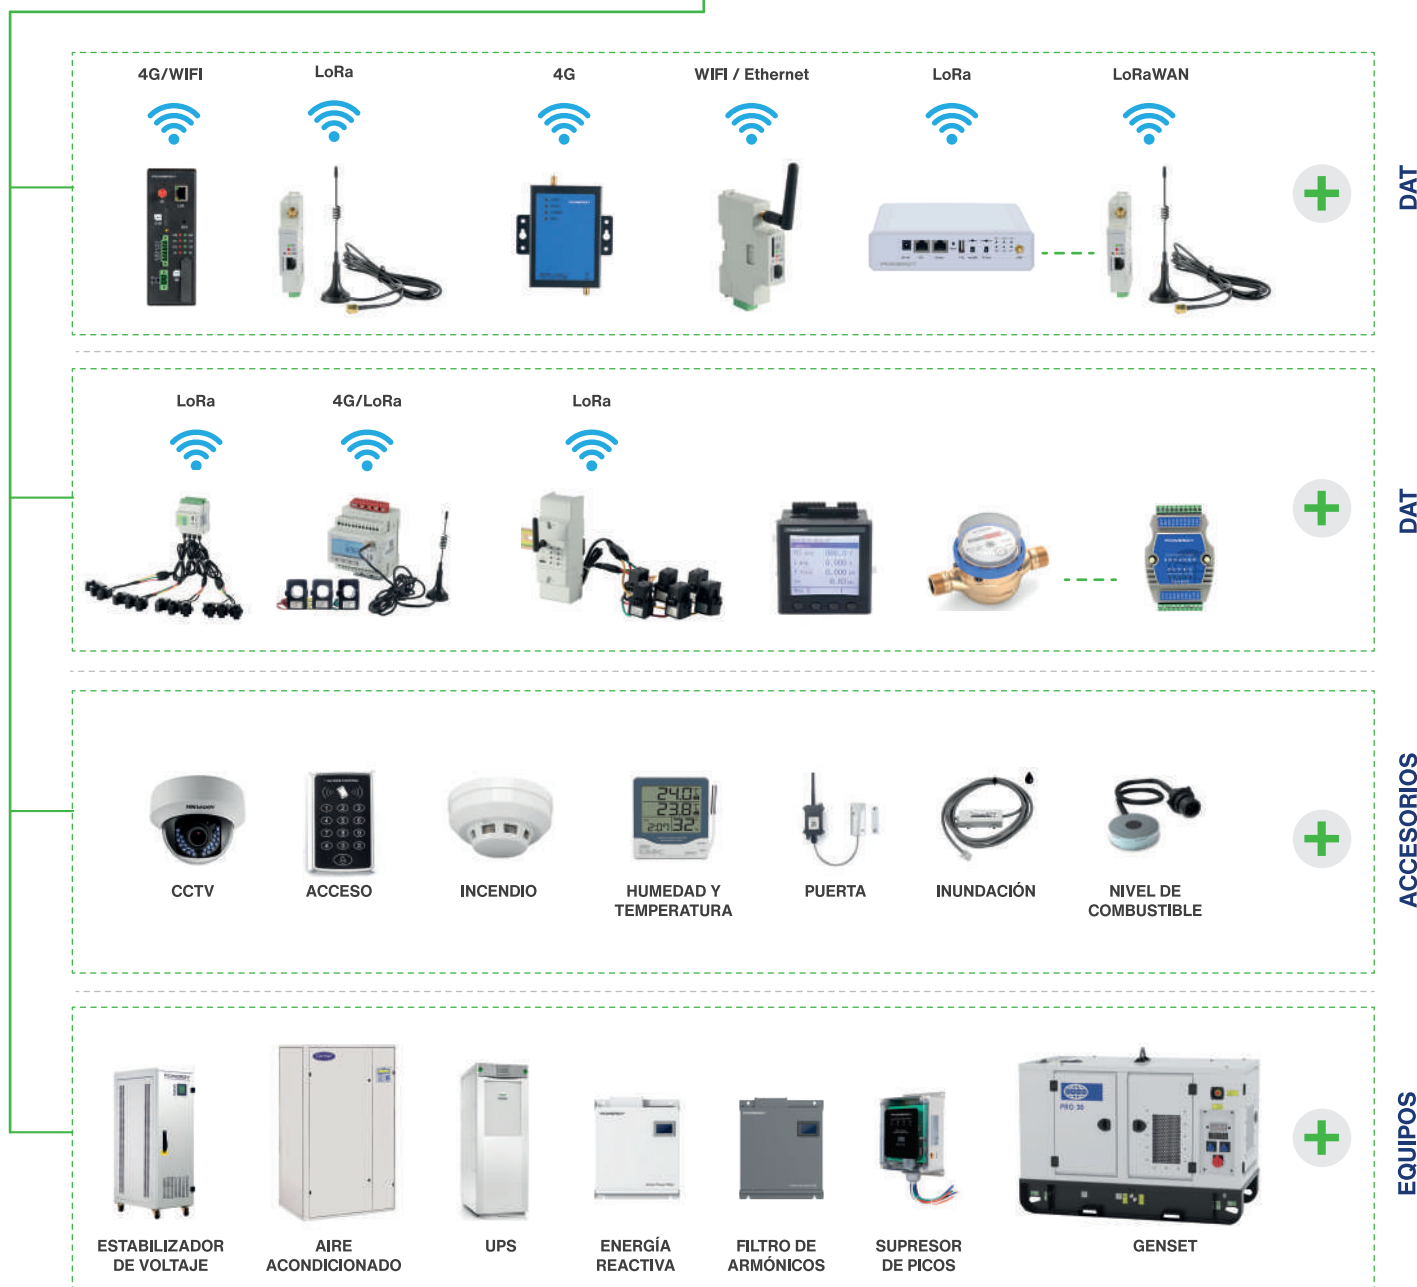 4G/WIFI
LoRa
4G
WIFI / Ethernet
LoRa
LoRaWAN
DAT
LoRa
4G/LoRa
LoRa
DAT
CCTV
ACCESO
INCENDIO
HUMEDAD Y
TEMPERATURA
PUERTA
INUNDACIÓN
NIVEL DE
COMBUSTIBLE
ACCESORIOS
PRO 30
ESTABILIZADOR
DE VOLTAJE
AIRE
ACONDICIONADO
UPS
ENERGÍA
REACTIVA
FILTRO DE
ARMÓNICOS
SUPRESOR
DE PICOS
GENSET
EQUIPOS